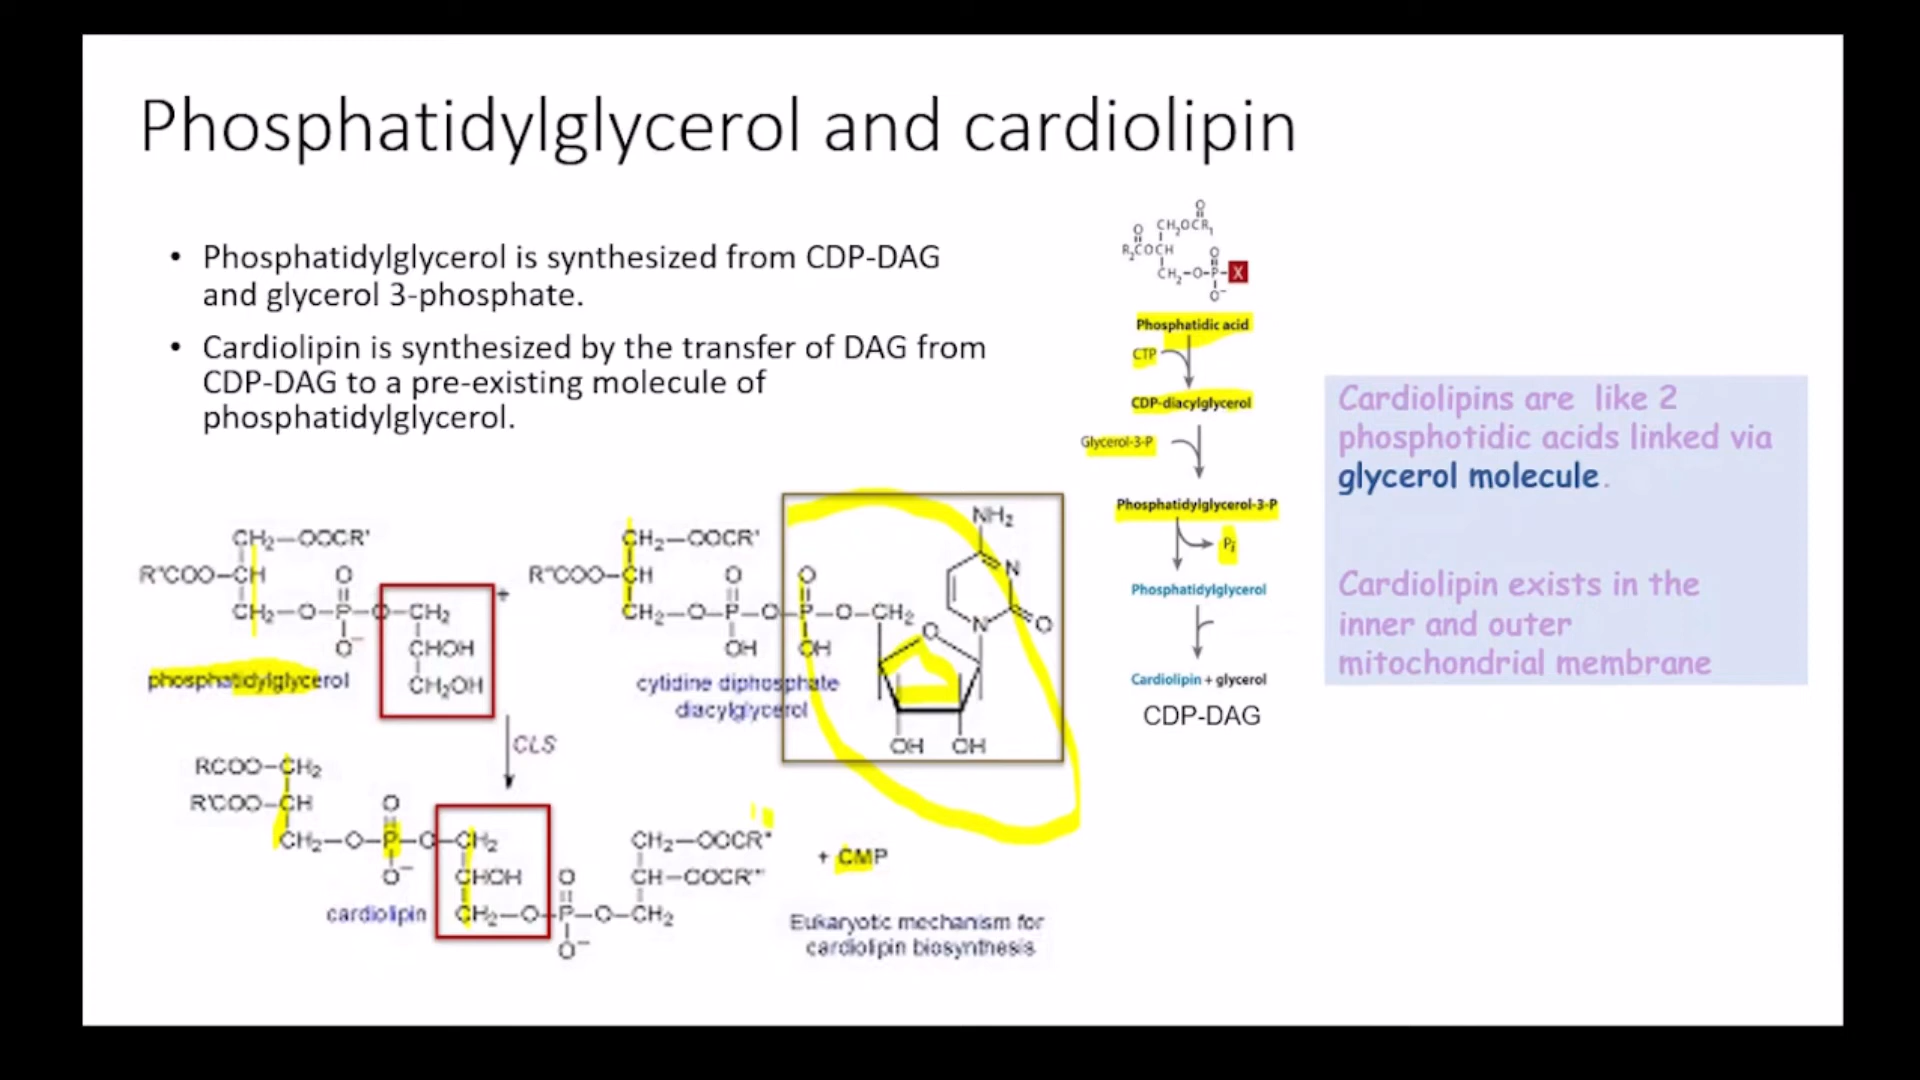 Phosphatidylglycerol and cardiolipin
• Phosphatidylglycerol is synthesized from CDP-DAG
and glycerol 3-phosphate.
• Cardiolipin is synthesized by the transfer of DAG from
CDP-DAG to a pre-existing molecule of
phosphatidylglycerol.
CH₂—OOCR'
R"COO—CH O
CH₂—O—P—O—CH₂
O⁻ CHOH
CH₂OH
phosphatidylglycerol
+
CH₂—OOCR'
R"COO—CH O O
CH₂—O—P—O—P—O—CH₂
OH OH
cytidine diphosphate
diacylglycerol
NH₂
N
N O
O
OH OH
CLS
RCOO—CH₂
R'COO—CH O
CH₂—O—P—O—CH₂
O⁻ CHOH O
CH₂—O—P—O—CH₂
O⁻
CH₂—OOCR"
CH—OOCR"'
cardiolipin
+ CMP
Eukaryotic mechanism for
cardiolipin biosynthesis
O
O CH₂OCR₁
R₂COCH O
CH₂—O—P—X
O⁻
Phosphatidic acid
CTP
CDP-diacylglycerol
Glycerol-3-P
Phosphatidylglycerol-3-P
Pi
Phosphatidylglycerol
Cardiolipin + glycerol
CDP-DAG
Cardiolipins are like 2
phosphotidic acids linked via
glycerol molecule.
Cardiolipin exists in the
inner and outer
mitochondrial membrane